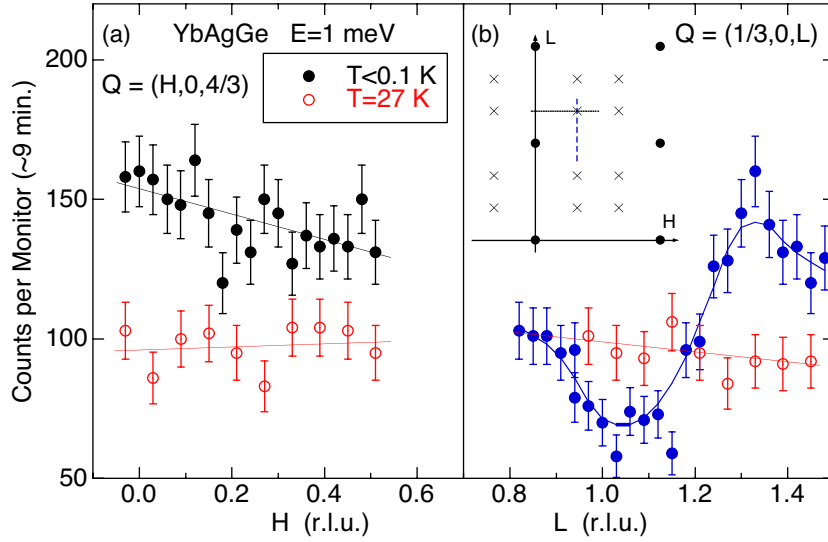 (a) YbAgGe E=1 meV
Q = (H,0,4/3)
T<0.1 K
T=27 K
(b) Q = (1/3,0,L)
L
H
Counts per Monitor (~9 min.)
200
150
100
50
0.0 0.2 0.4 0.6
H (r.l.u.)
0.8 1.0 1.2 1.4
L (r.l.u.)